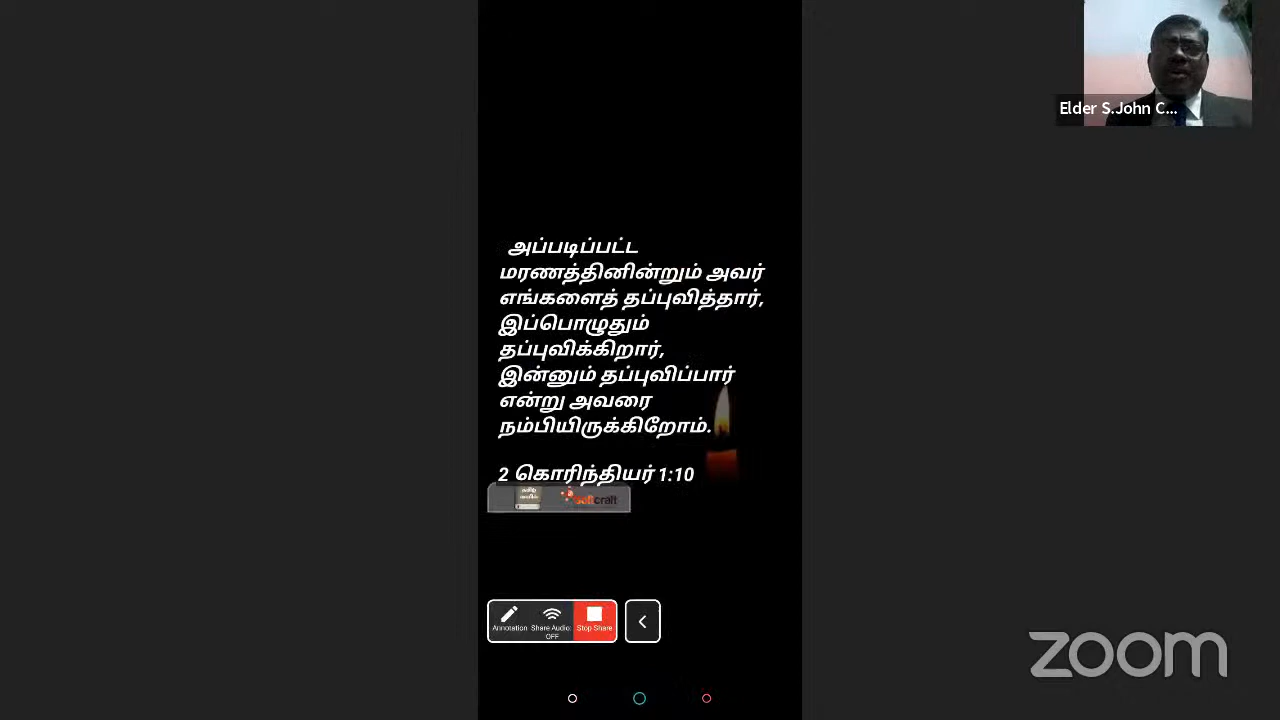 Elder S.John C...
அப்படிப்பட்ட
மரணத்தினின்றும் அவர்
எங்களைத் தப்புவித்தார்,
இப்பொழுதும்
தப்புவிக்கிறார்,
இன்னும் தப்புவிப்பார்
என்று அவரை
நம்பியிருக்கிறோம்.
2 கொரிந்தியர் 1:10
Annotation
Share Audio: OFF
Stop Share
zoom